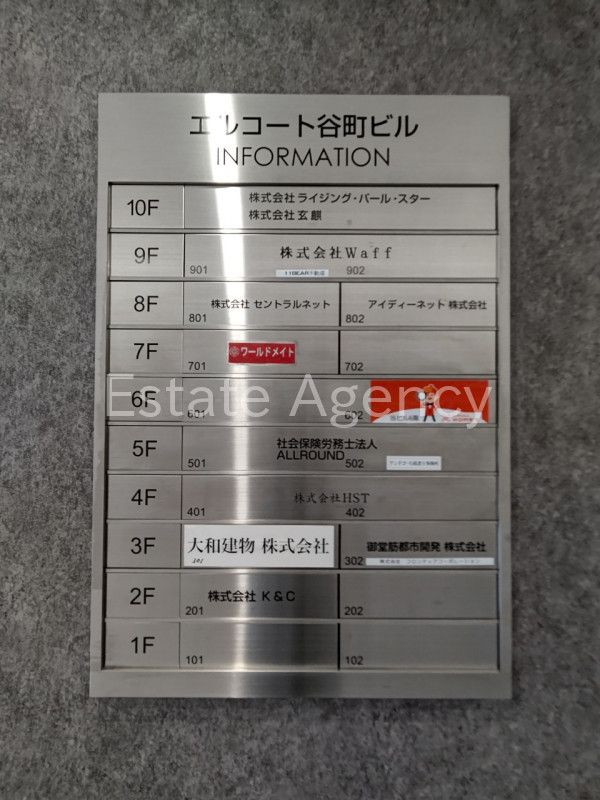 エルコート谷町ビル
INFORMATION
10F
株式会社 ライジング・パール・スター
株式会社 玄麒
9F
株式会社Waff
901
902
8F
株式会社 セントラルネット
アイディーネット 株式会社
801
802
7F
ワールドメイト
701
702
Estate Agency
6F
601
602
5F
社会保険労務士法人
ALLROUND
501
502
4F
株式会社HST
401
402
3F
大和建物 株式会社
御堂筋都市開発 株式会社
302
2F
株式会社 K&C
201
202
1F
101
102